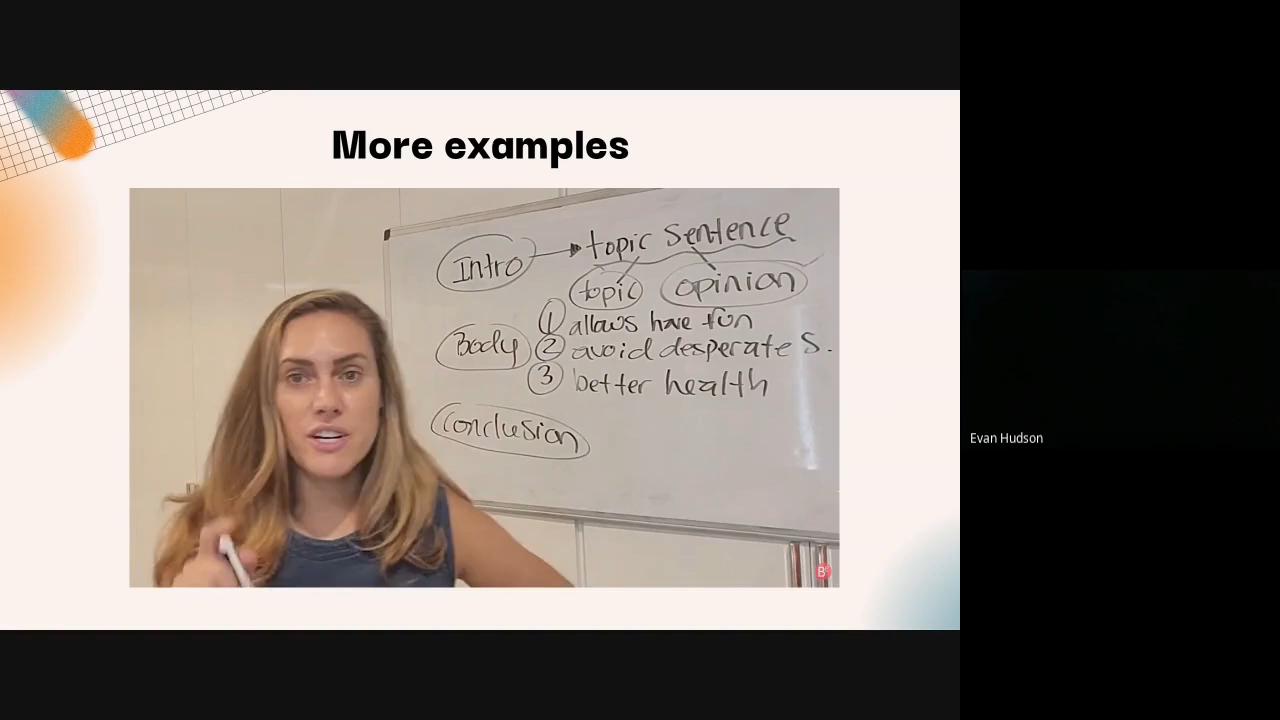 More examples
Intro → topic sentence
topic opinion
Body
① allows have fun
② avoid desperate S.
③ better health
Conclusion
B
Evan Hudson